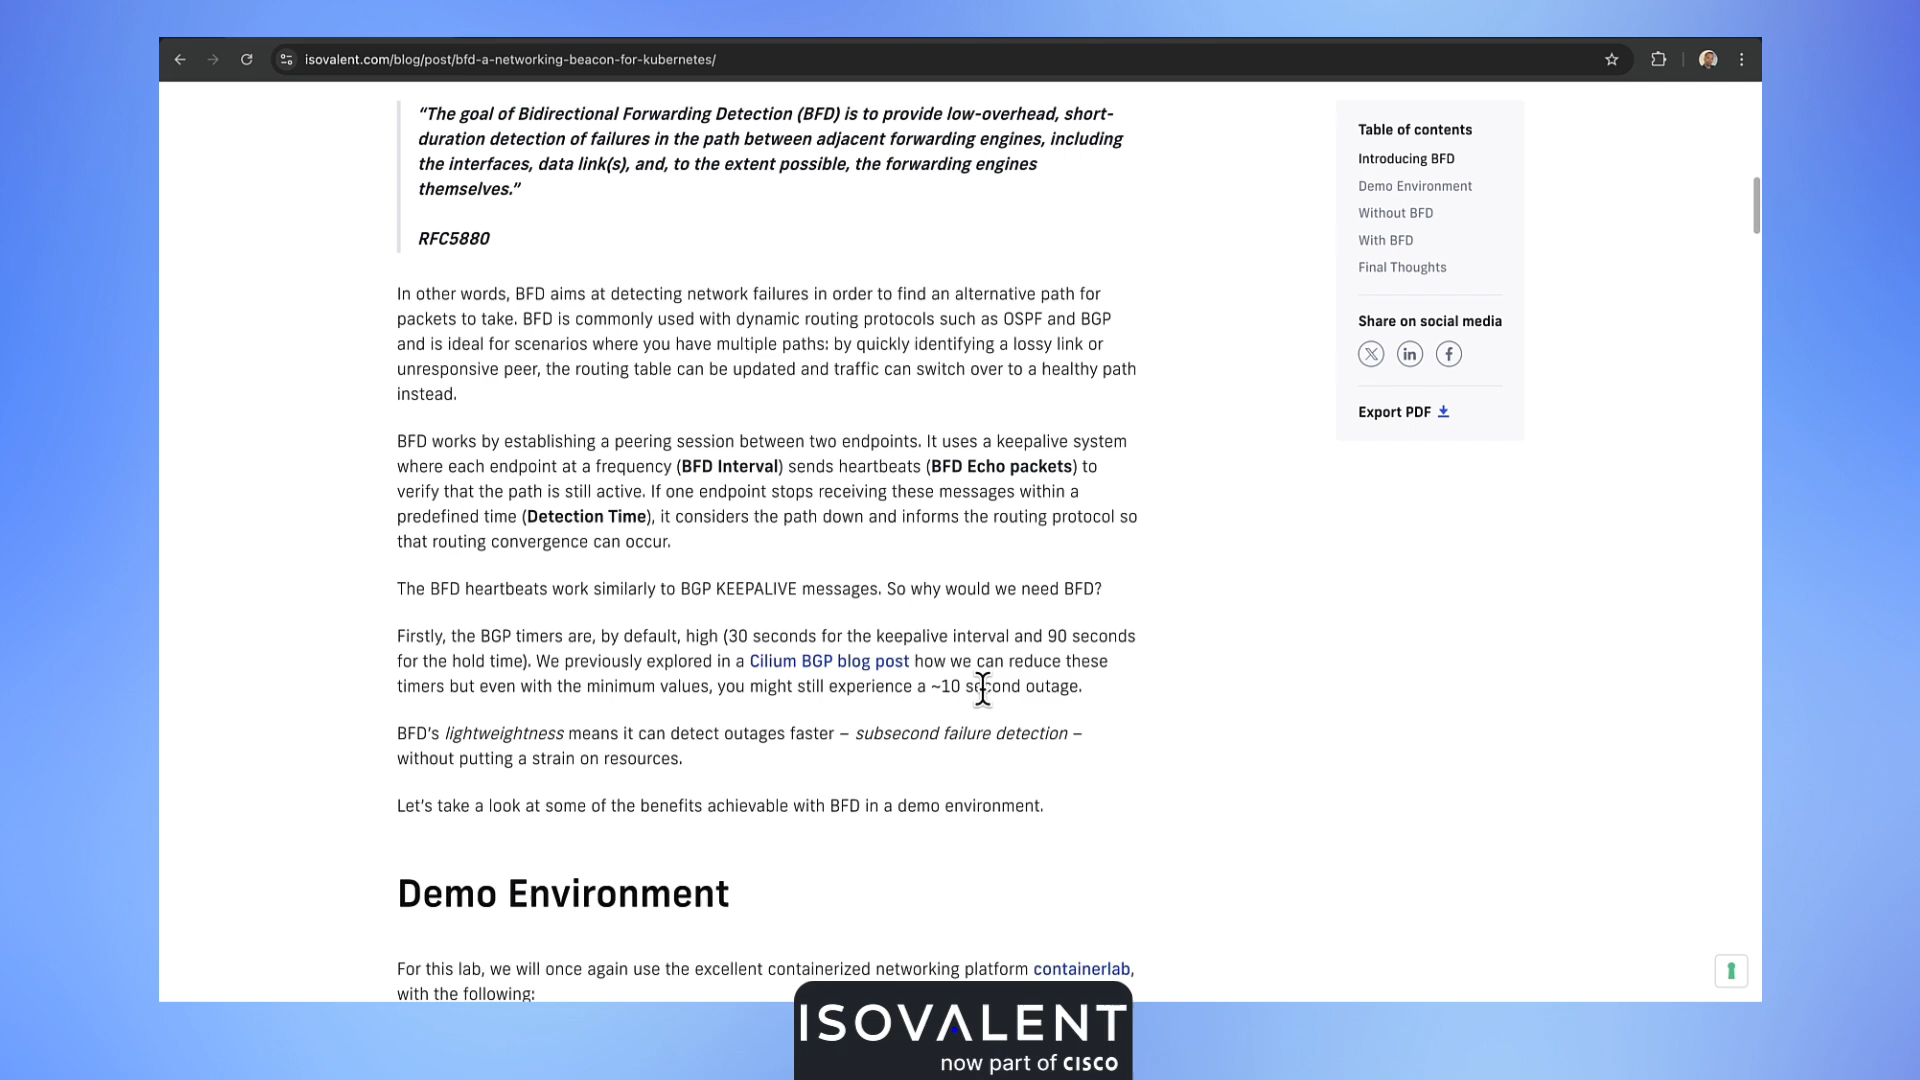 isovalent.com/blog/post/bfd-a-networking-beacon-for-kubernetes/
“The goal of Bidirectional Forwarding Detection (BFD) is to provide low-overhead, short-
duration detection of failures in the path between adjacent forwarding engines, including
the interfaces, data link(s), and, to the extent possible, the forwarding engines
themselves.”
RFC5880
In other words, BFD aims at detecting network failures in order to find an alternative path for
packets to take. BFD is commonly used with dynamic routing protocols such as OSPF and BGP
and is ideal for scenarios where you have multiple paths: by quickly identifying a lossy link or
unresponsive peer, the routing table can be updated and traffic can switch over to a healthy path
instead.
BFD works by establishing a peering session between two endpoints. It uses a keepalive system
where each endpoint at a frequency (BFD Interval) sends heartbeats (BFD Echo packets) to
verify that the path is still active. If one endpoint stops receiving these messages within a
predefined time (Detection Time), it considers the path down and informs the routing protocol so
that routing convergence can occur.
The BFD heartbeats work similarly to BGP KEEPALIVE messages. So why would we need BFD?
Firstly, the BGP timers are, by default, high (30 seconds for the keepalive interval and 90 seconds
for the hold time). We previously explored in a Cilium BGP blog post how we can reduce these
timers but even with the minimum values, you might still experience a ~10 second outage.
BFD’s lightweightness means it can detect outages faster – subsecond failure detection –
without putting a strain on resources.
Let’s take a look at some of the benefits achievable with BFD in a demo environment.
Demo Environment
For this lab, we will once again use the excellent containerized networking platform containerlab,
with the following:
Table of contents
Introducing BFD
Demo Environment
Without BFD
With BFD
Final Thoughts
Share on social media
Export PDF
ISOVALENT
now part of CISCO